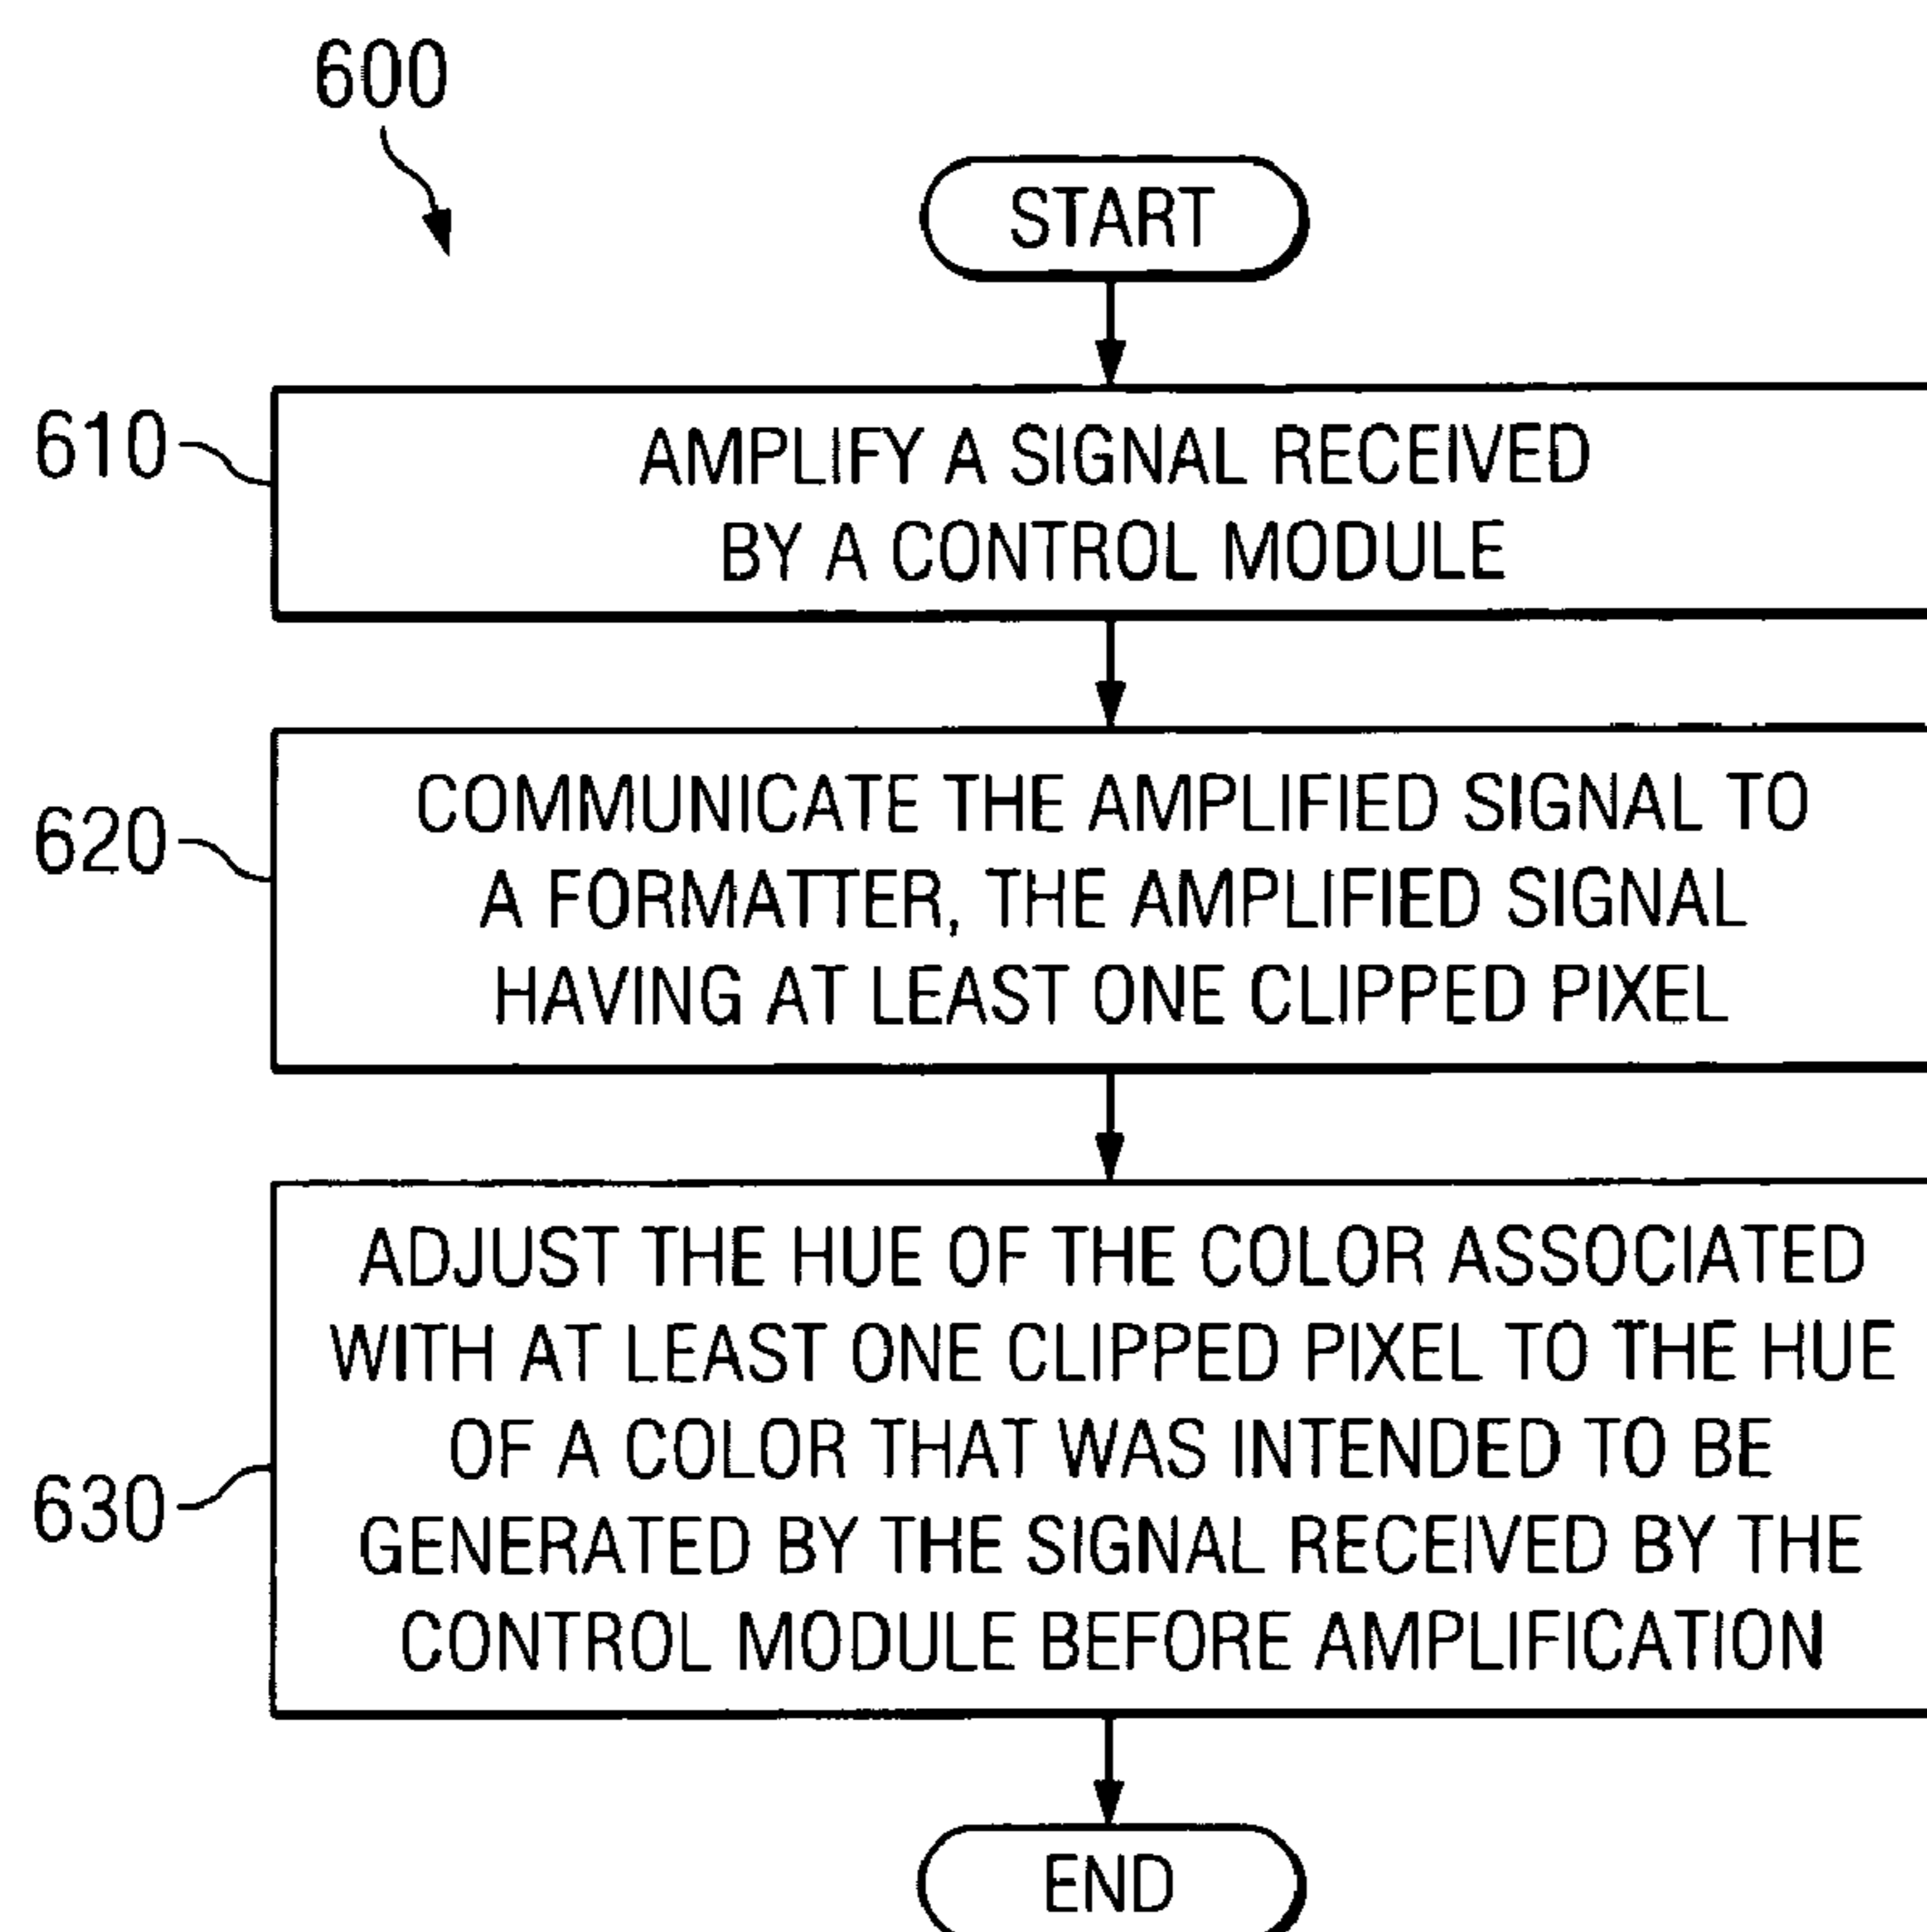 600
START
610
AMPLIFY A SIGNAL RECEIVED
BY A CONTROL MODULE
620
COMMUNICATE THE AMPLIFIED SIGNAL TO
A FORMATTER, THE AMPLIFIED SIGNAL
HAVING AT LEAST ONE CLIPPED PIXEL
630
ADJUST THE HUE OF THE COLOR ASSOCIATED
WITH AT LEAST ONE CLIPPED PIXEL TO THE HUE
OF A COLOR THAT WAS INTENDED TO BE
GENERATED BY THE SIGNAL RECEIVED BY THE
CONTROL MODULE BEFORE AMPLIFICATION
END